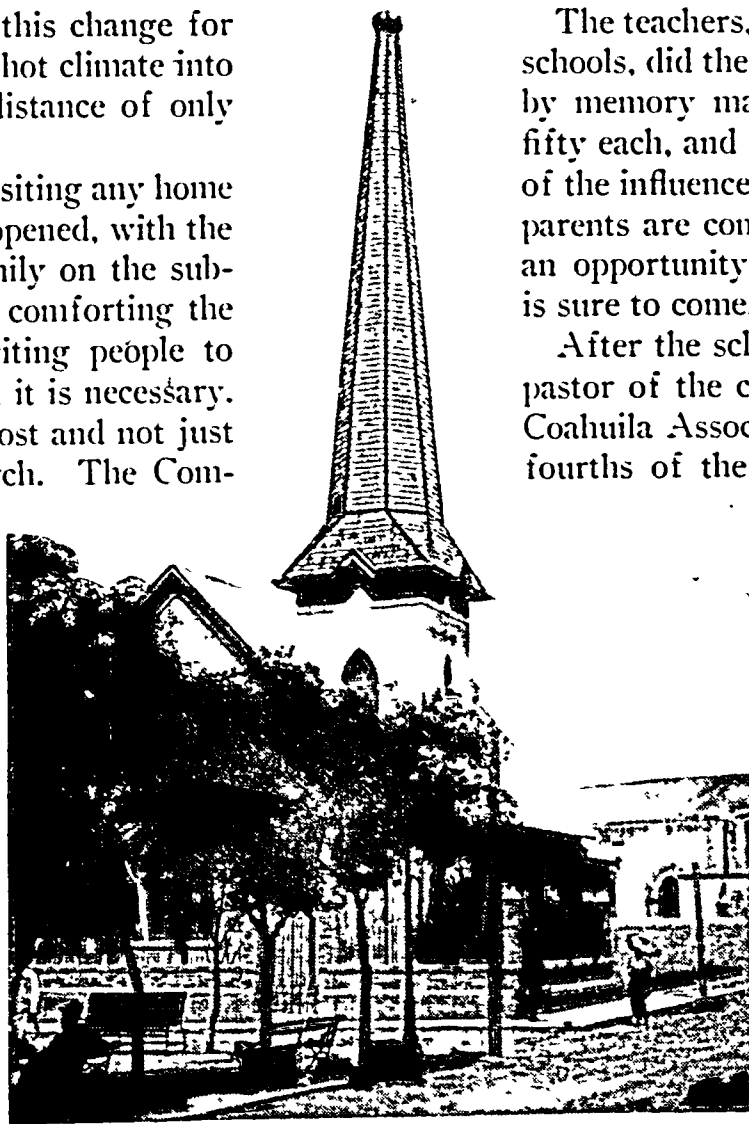 this change for
hot climate into
distance of only
siting any home
opened, with the
mily on the sub-
comforting the
iting people to
it is necessary.
ost and not just
rch. The Com-
The teachers,
schools, did the
by memory ma
fifty each, and
of the influence
parents are con
an opportunity
is sure to come.
After the sch
pastor of the c
Coahuila Assoc
fourths of the